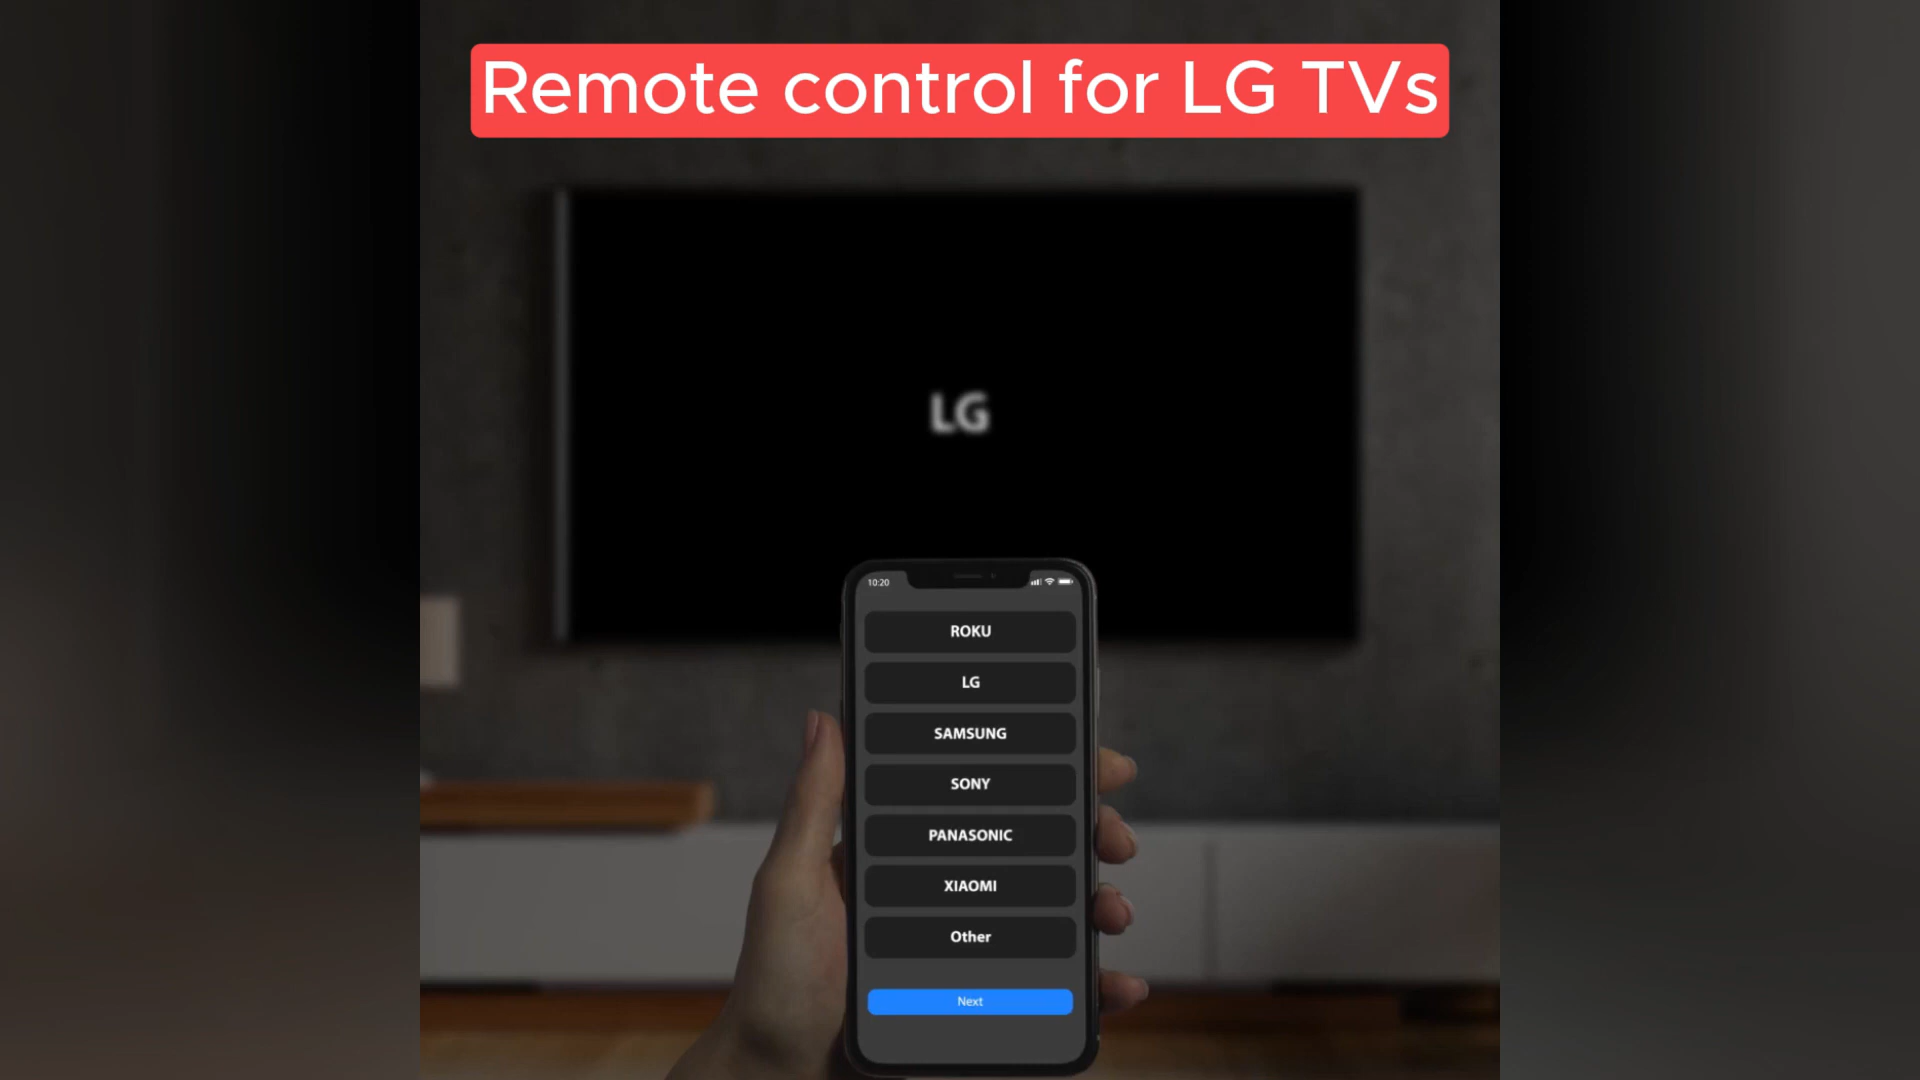 Remote control for LG TVs
LG
10:20
ROKU
LG
SAMSUNG
SONY
PANASONIC
XIAOMI
Other
Next